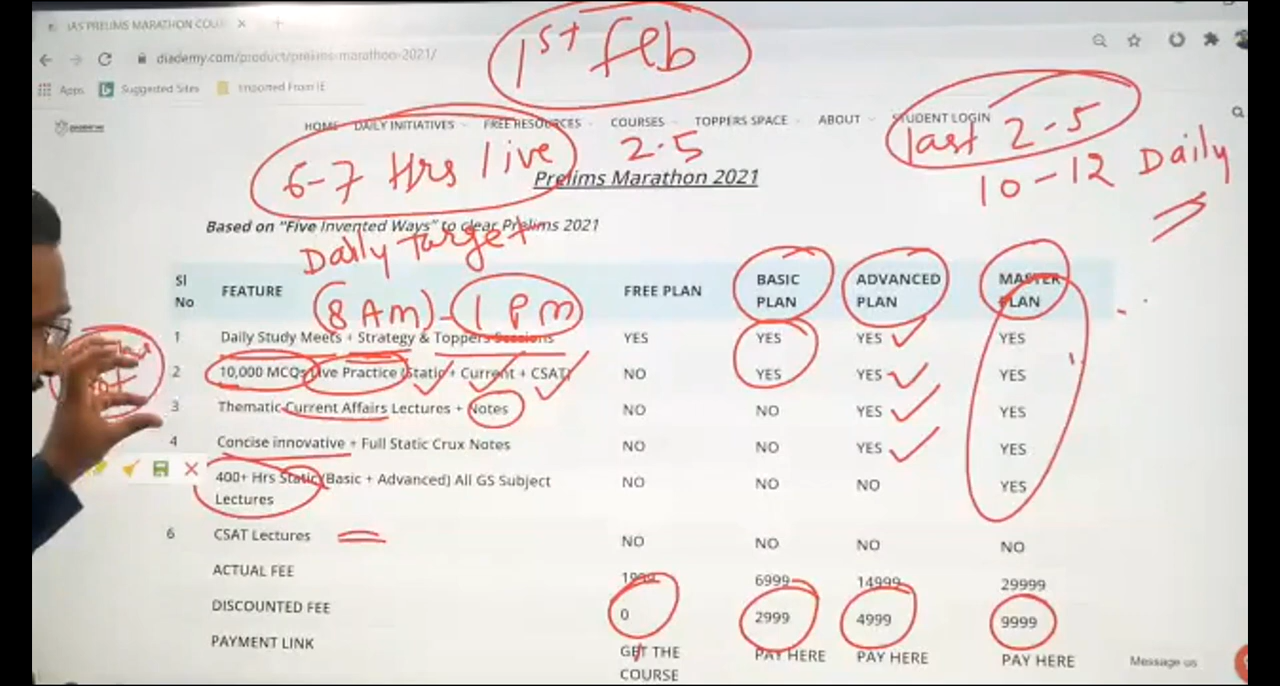 IAS PRELIMS MARATHON COU
diademy.com/product/prelims-marathon-2021/
Apps Suggested Sites Imported From IE
1st Feb
HOME DAILY INITIATIVES FREE RESOURCES COURSES TOPPERS SPACE ABOUT STUDENT LOGIN
6-7 Hrs live 2.5 last 2-5
10-12 Daily
Prelims Marathon 2021
Based on "Five Invented Ways" to clear Prelims 2021
Daily Target
Sl No FEATURE FREE PLAN BASIC PLAN ADVANCED PLAN MASTER PLAN
(8 Am) - 1 Pm
1 Daily Study Meets + Strategy & Toppers Sessions YES YES YES YES
2 10,000 MCQs Live Practice (Static + Current + CSAT) NO YES YES YES
3 Thematic Current Affairs Lectures + Notes NO NO YES YES
4 Concise innovative + Full Static Crux Notes NO NO YES YES
400+ Hrs Static (Basic + Advanced) All GS Subject Lectures NO NO NO YES
6 CSAT Lectures NO NO NO NO
ACTUAL FEE 1999 6999 14999 29999
DISCOUNTED FEE 0 2999 4999 9999
PAYMENT LINK GET THE COURSE PAY HERE PAY HERE PAY HERE
Message us